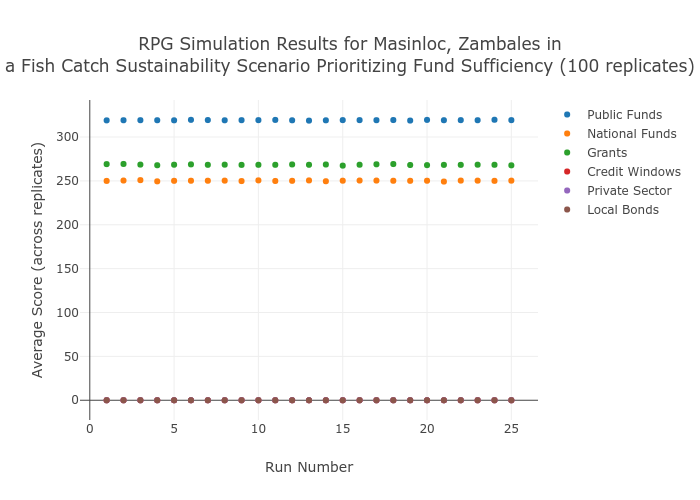 RPG Simulation Results for Masinloc, Zambales in
a Fish Catch Sustainability Scenario Prioritizing Fund Sufficiency (100 replicates)
Public Funds
National Funds
Grants
Credit Windows
Private Sector
Local Bonds
Average Score (across replicates)
300
250
200
150
100
50
0
0 5 10 15 20 25
Run Number